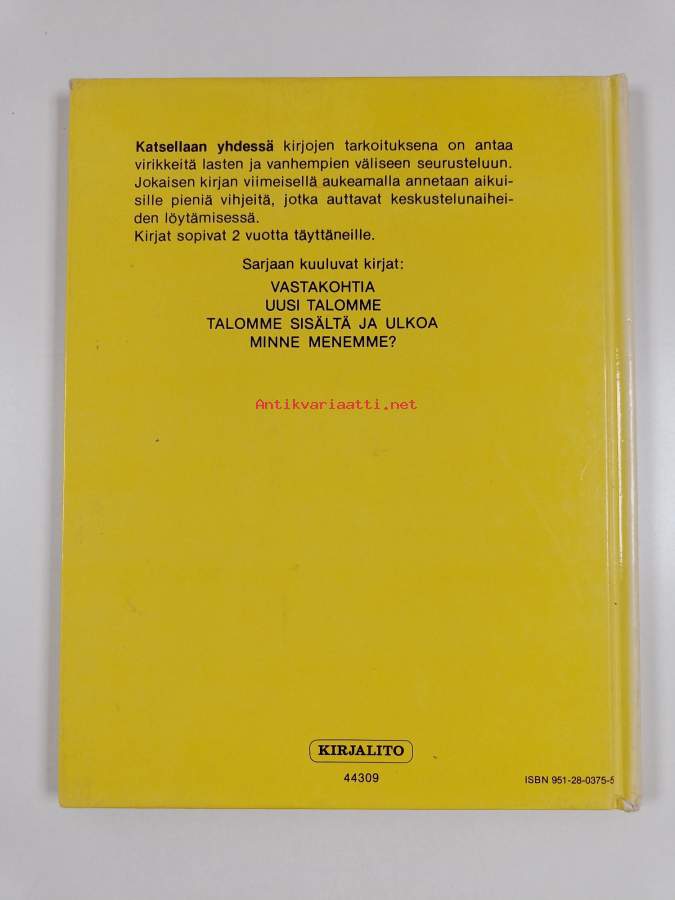 Katsellaan yhdessä kirjojen tarkoituksena on antaa
virikkeitä lasten ja vanhempien väliseen seurusteluun.
Jokaisen kirjan viimeisellä aukeamalla annetaan aikui-
sille pieniä vihjeitä, jotka auttavat keskustelunaihei-
den löytämisessä.
Kirjat sopivat 2 vuotta täyttäneille.
Sarjaan kuuluvat kirjat:
VASTAKOHTIA
UUSI TALOMME
TALOMME SISÄLTÄ JA ULKOA
MINNE MENEMME?
Antikvariaatti.net
KIRJALITO
44309
ISBN 951-28-0375-5